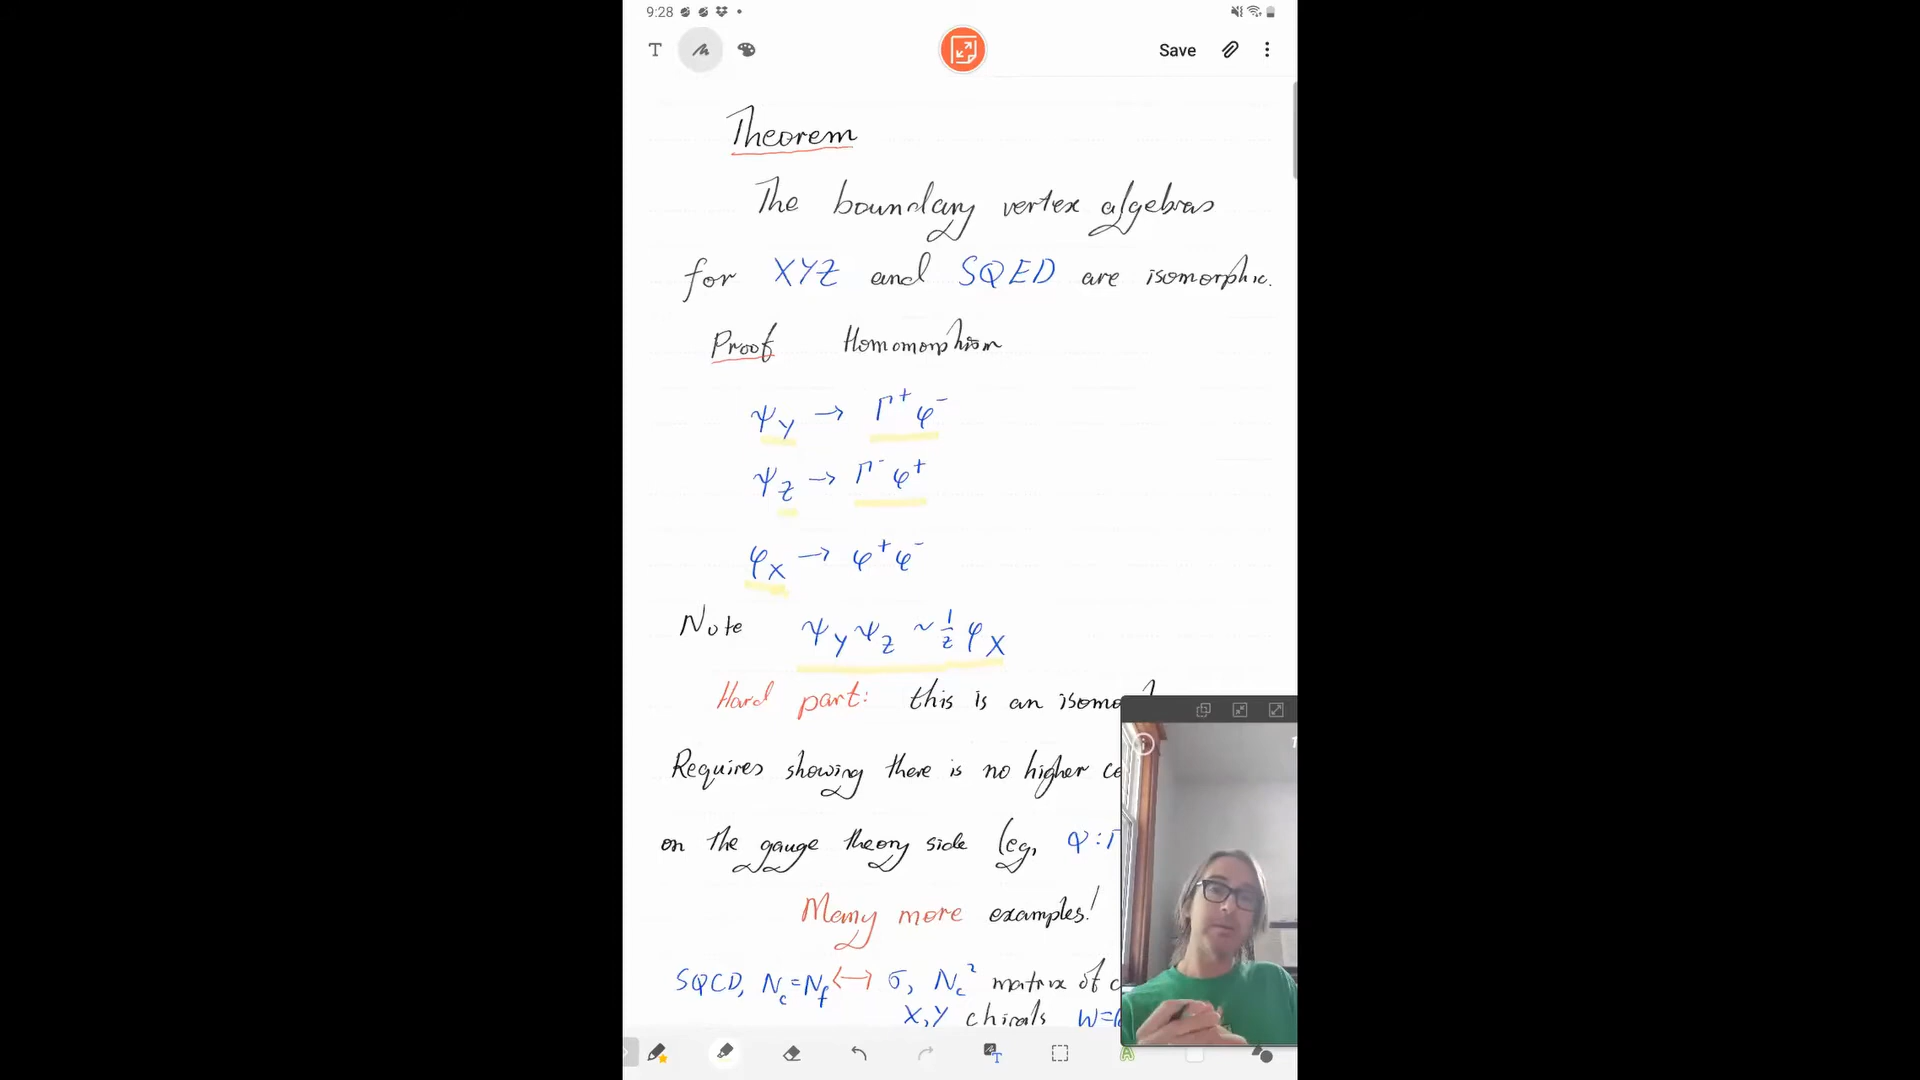 9:28
T
Save
Theorem
The boundary vertex algebras
for XYZ and SQED are isomorphic.
Proof Homomorphism
ψ_Y → Γ⁺φ⁻
ψ_Z → Γ⁻φ⁺
φ_X → φ⁺φ⁻
Note ψ_Y ψ_Z ~ 1/z φ_X
Hard part: this is an
Requires showing there is no higher
on the gauge theory side (eg,
Many more examples!
SQCD, N_c=N_f ↔ σ, N_c² matrix of
X,Y chirals